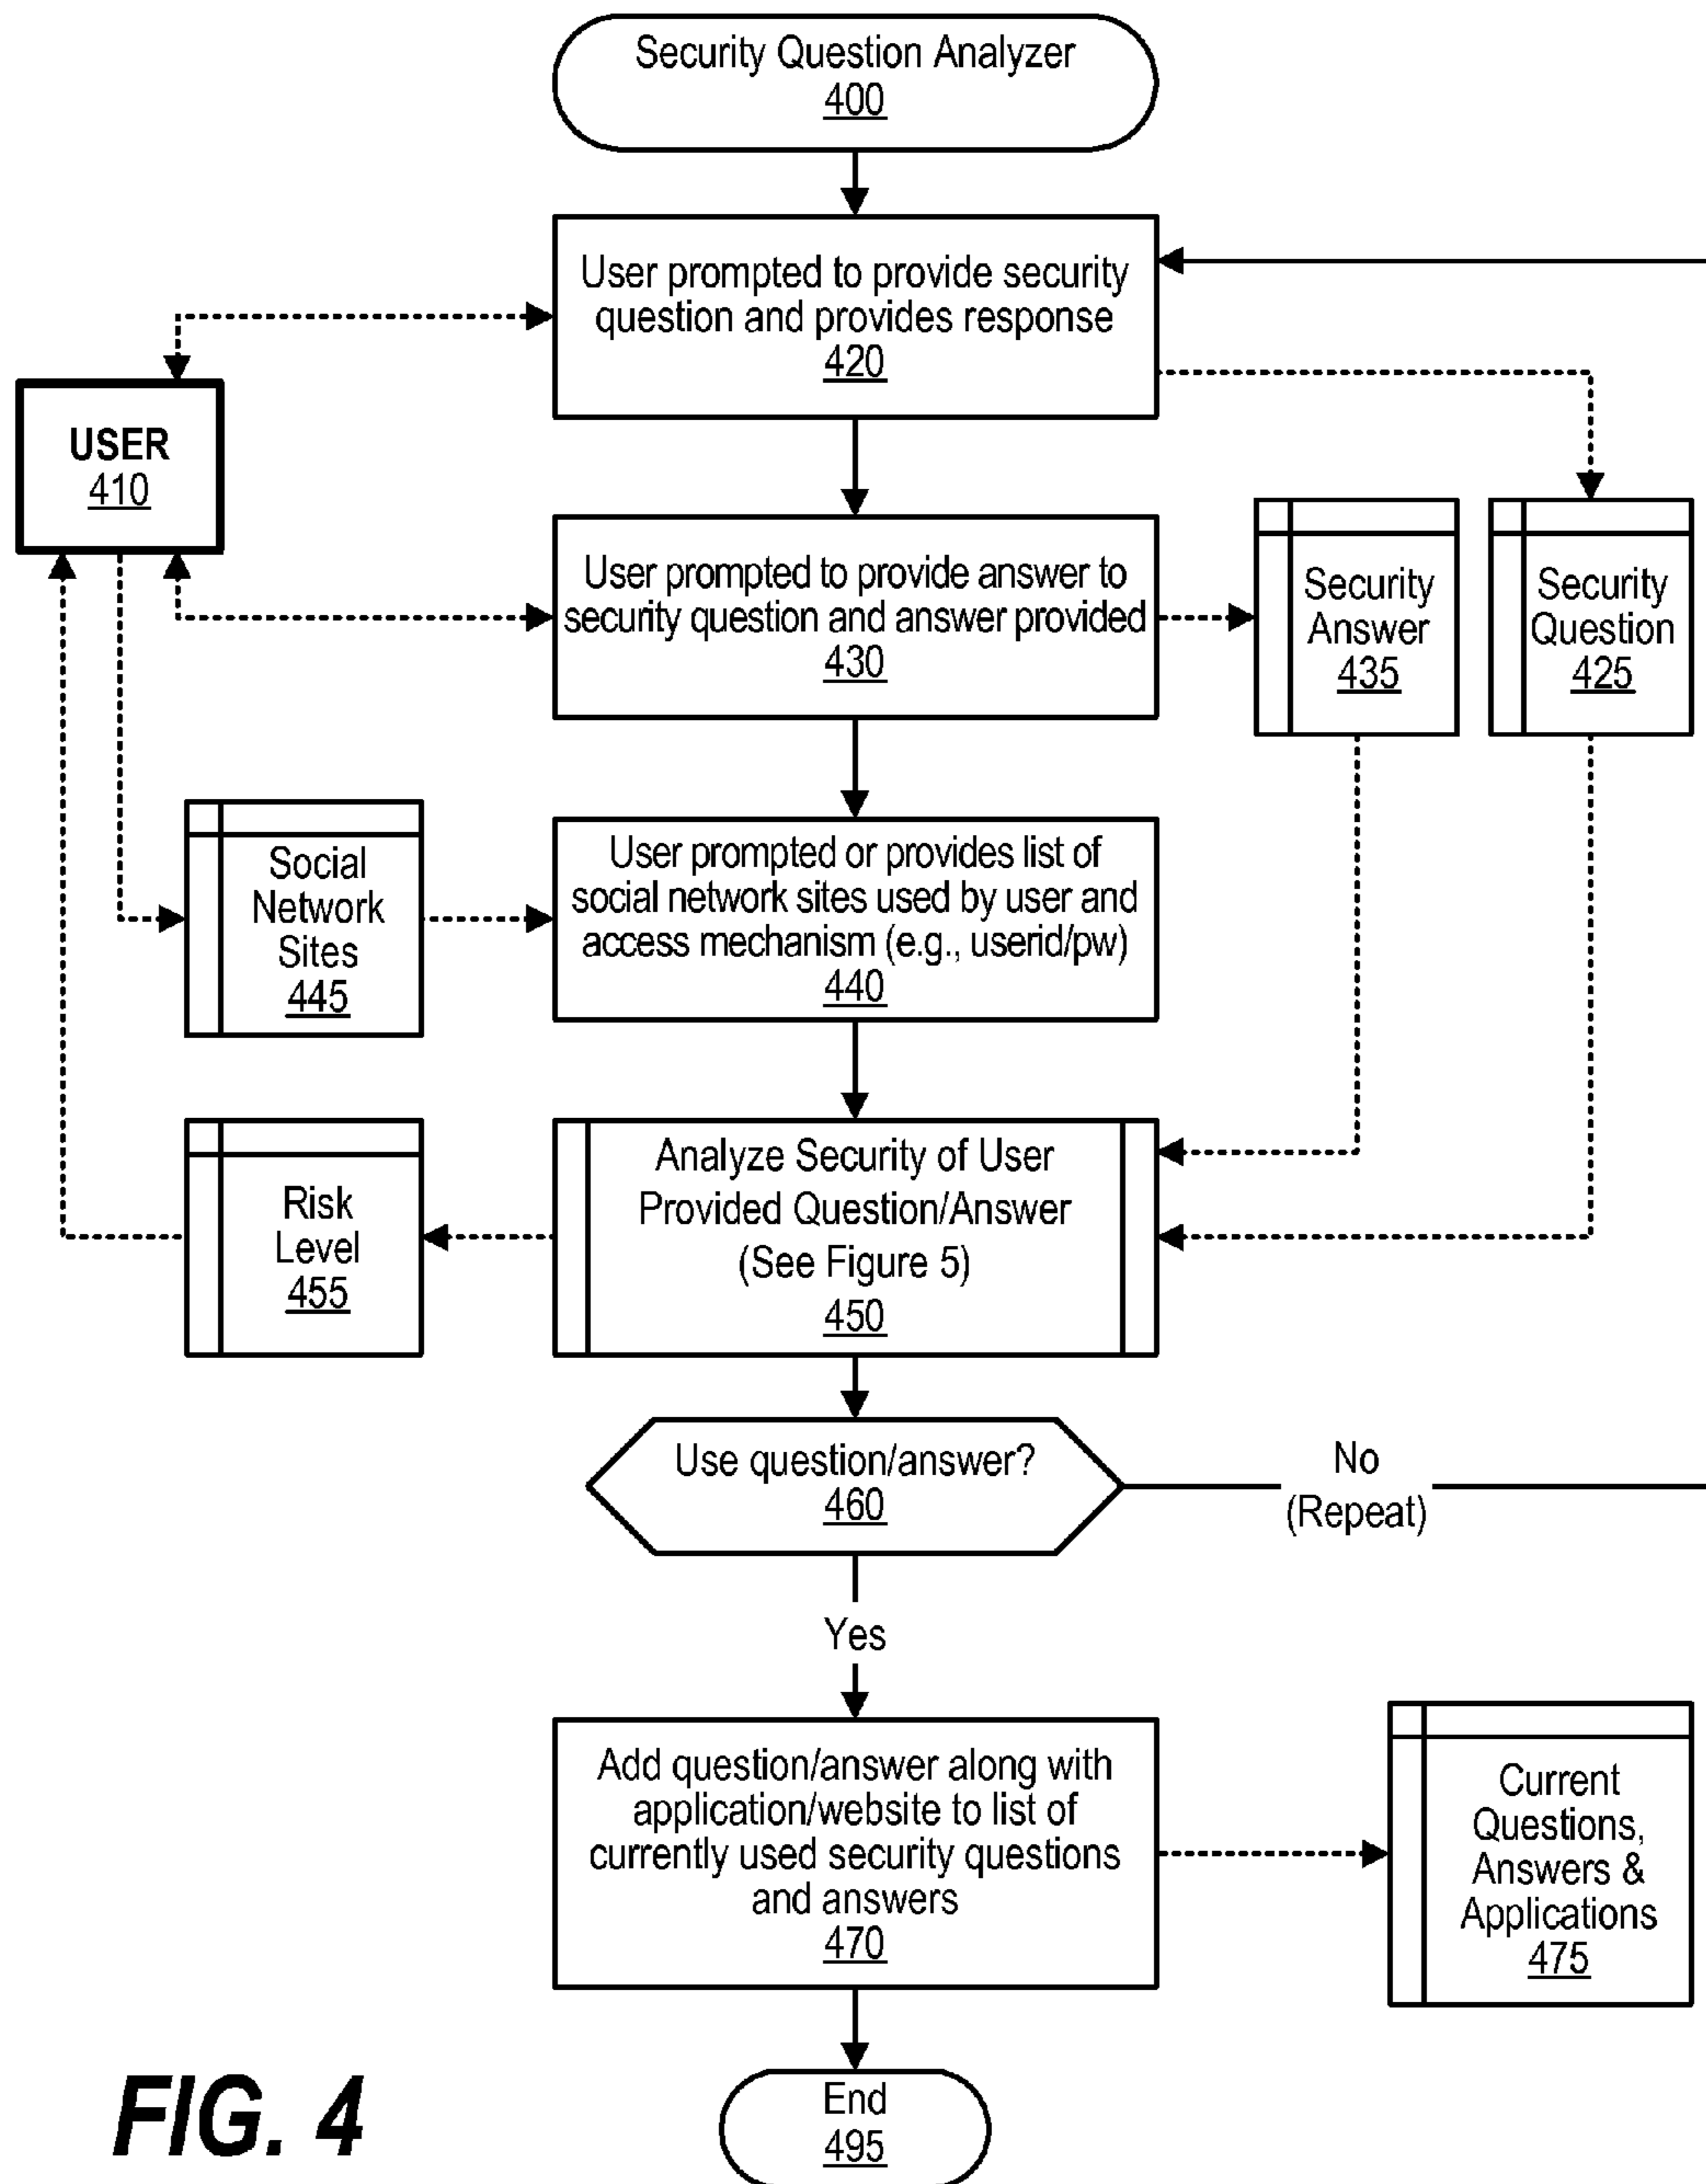 Security Question Analyzer
400
User prompted to provide security
question and provides response
420
USER
410
User prompted to provide answer to
security question and answer provided
430
Security
Answer
435
Security
Question
425
Social
Network
Sites
445
User prompted or provides list of
social network sites used by user and
access mechanism (e.g., userid/pw)
440
Risk
Level
455
Analyze Security of User
Provided Question/Answer
(See Figure 5)
450
Use question/answer?
460
No
(Repeat)
Yes
Add question/answer along with
application/website to list of
currently used security questions
and answers
470
Current
Questions,
Answers &
Applications
475
End
495
FIG. 4